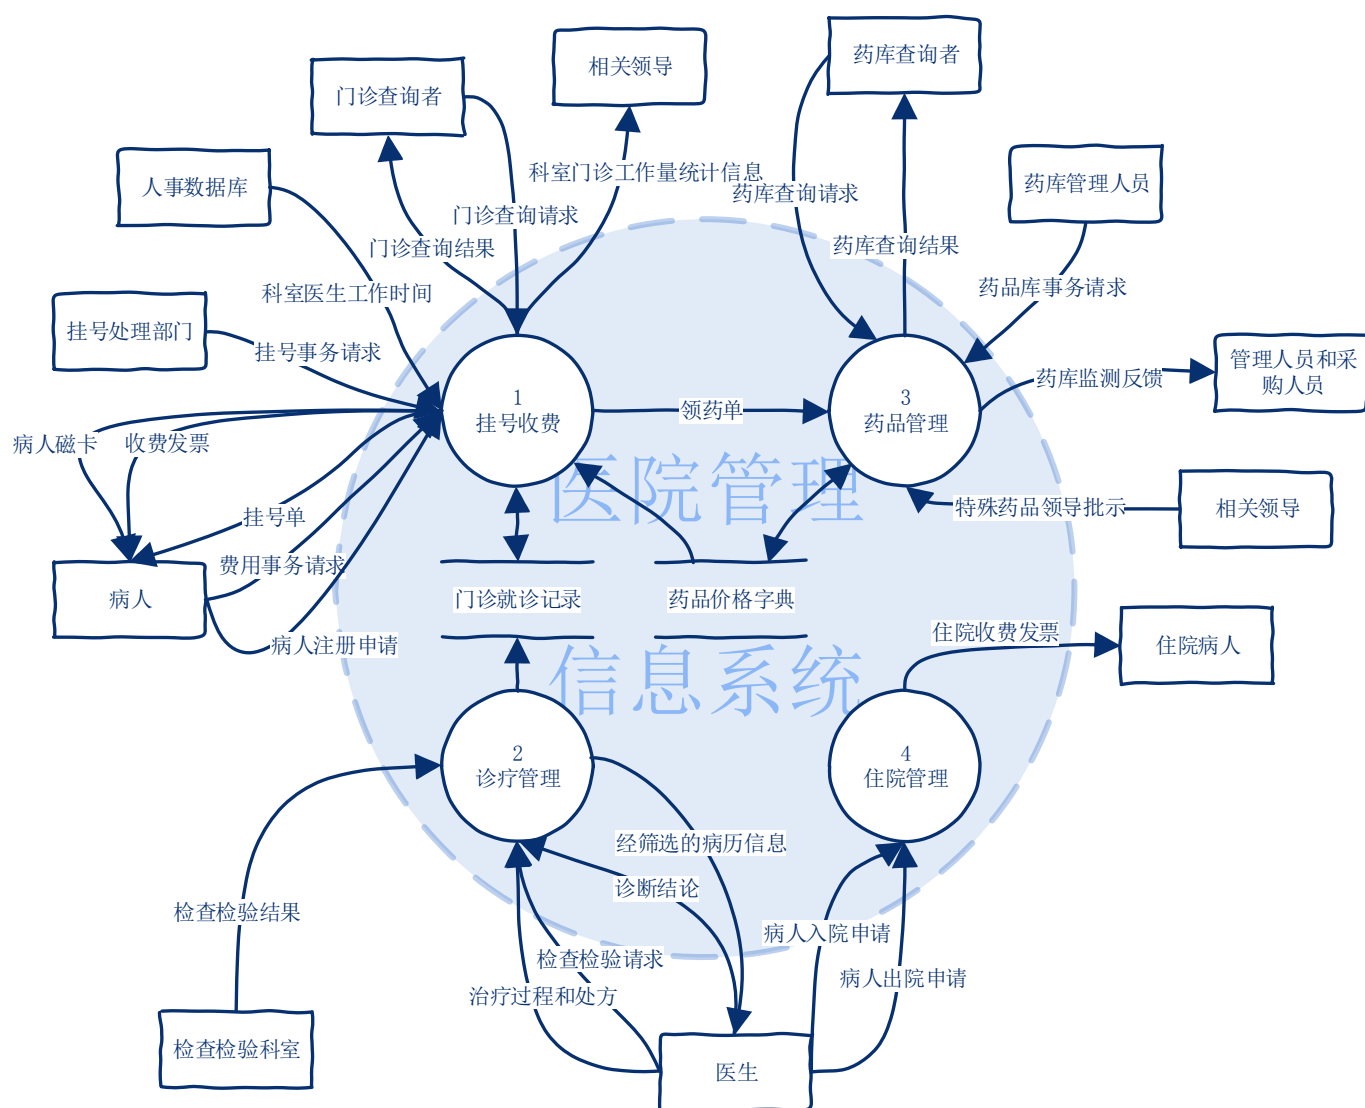 药库查询者
相关领导
门诊查询者
科室门诊工作量统计信息
人事数据库
药库查询请求
药库管理人员
门诊查询请求
门诊查询结果
药库查询结果
科室医生工作时间
药品库事务请求
挂号处理部门
挂号事务请求
管理人员和采
购人员
药库监测反馈
1
挂号收费
领药单
3
药品管理
病人磁卡
收费发票
医院管理
挂号单
特殊药品领导批示
相关领导
费用事务请求
病人
门诊就诊记录
药品价格字典
病人注册申请
住院收费发票
住院病人
信息系统
2
诊疗管理
4
住院管理
经筛选的病历信息
诊断结论
检查检验结果
病人入院申请
检查检验请求
病人出院申请
治疗过程和处方
检查检验科室
医生